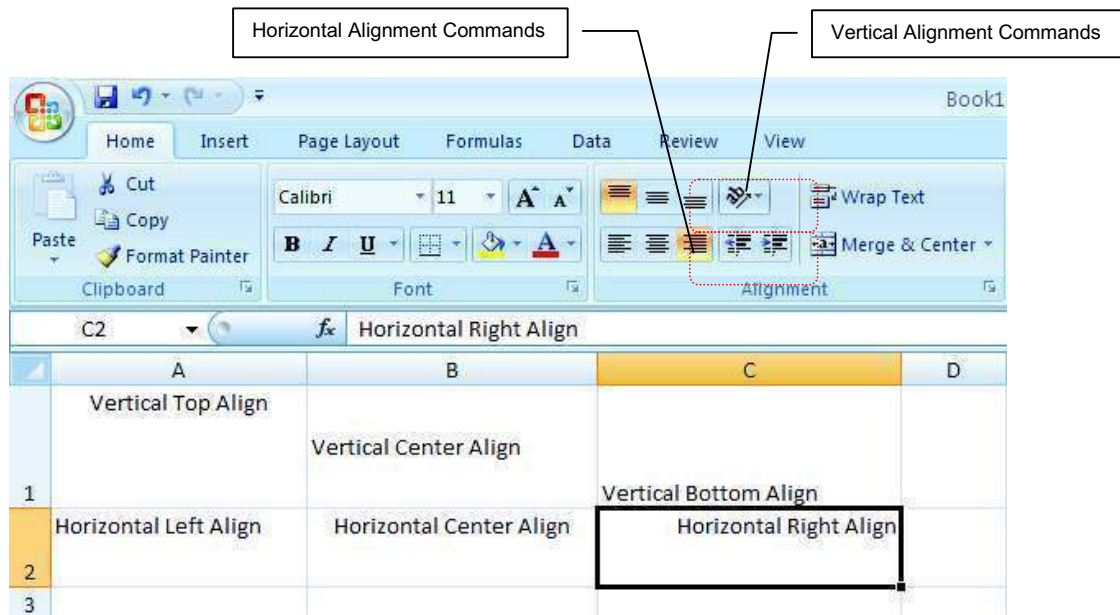 Horizontal Alignment Commands
Vertical Alignment Commands
Book1
Home Insert Page Layout Formulas Data Review View
Cut
Calibri 11 A A
Wrap Text
Copy
Paste
B I U A
Merge & Center
Format Painter
Clipboard Font Alignment
C2 fx Horizontal Right Align
A B C D
Vertical Top Align
Vertical Center Align
1 Vertical Bottom Align
Horizontal Left Align Horizontal Center Align Horizontal Right Align
2
3